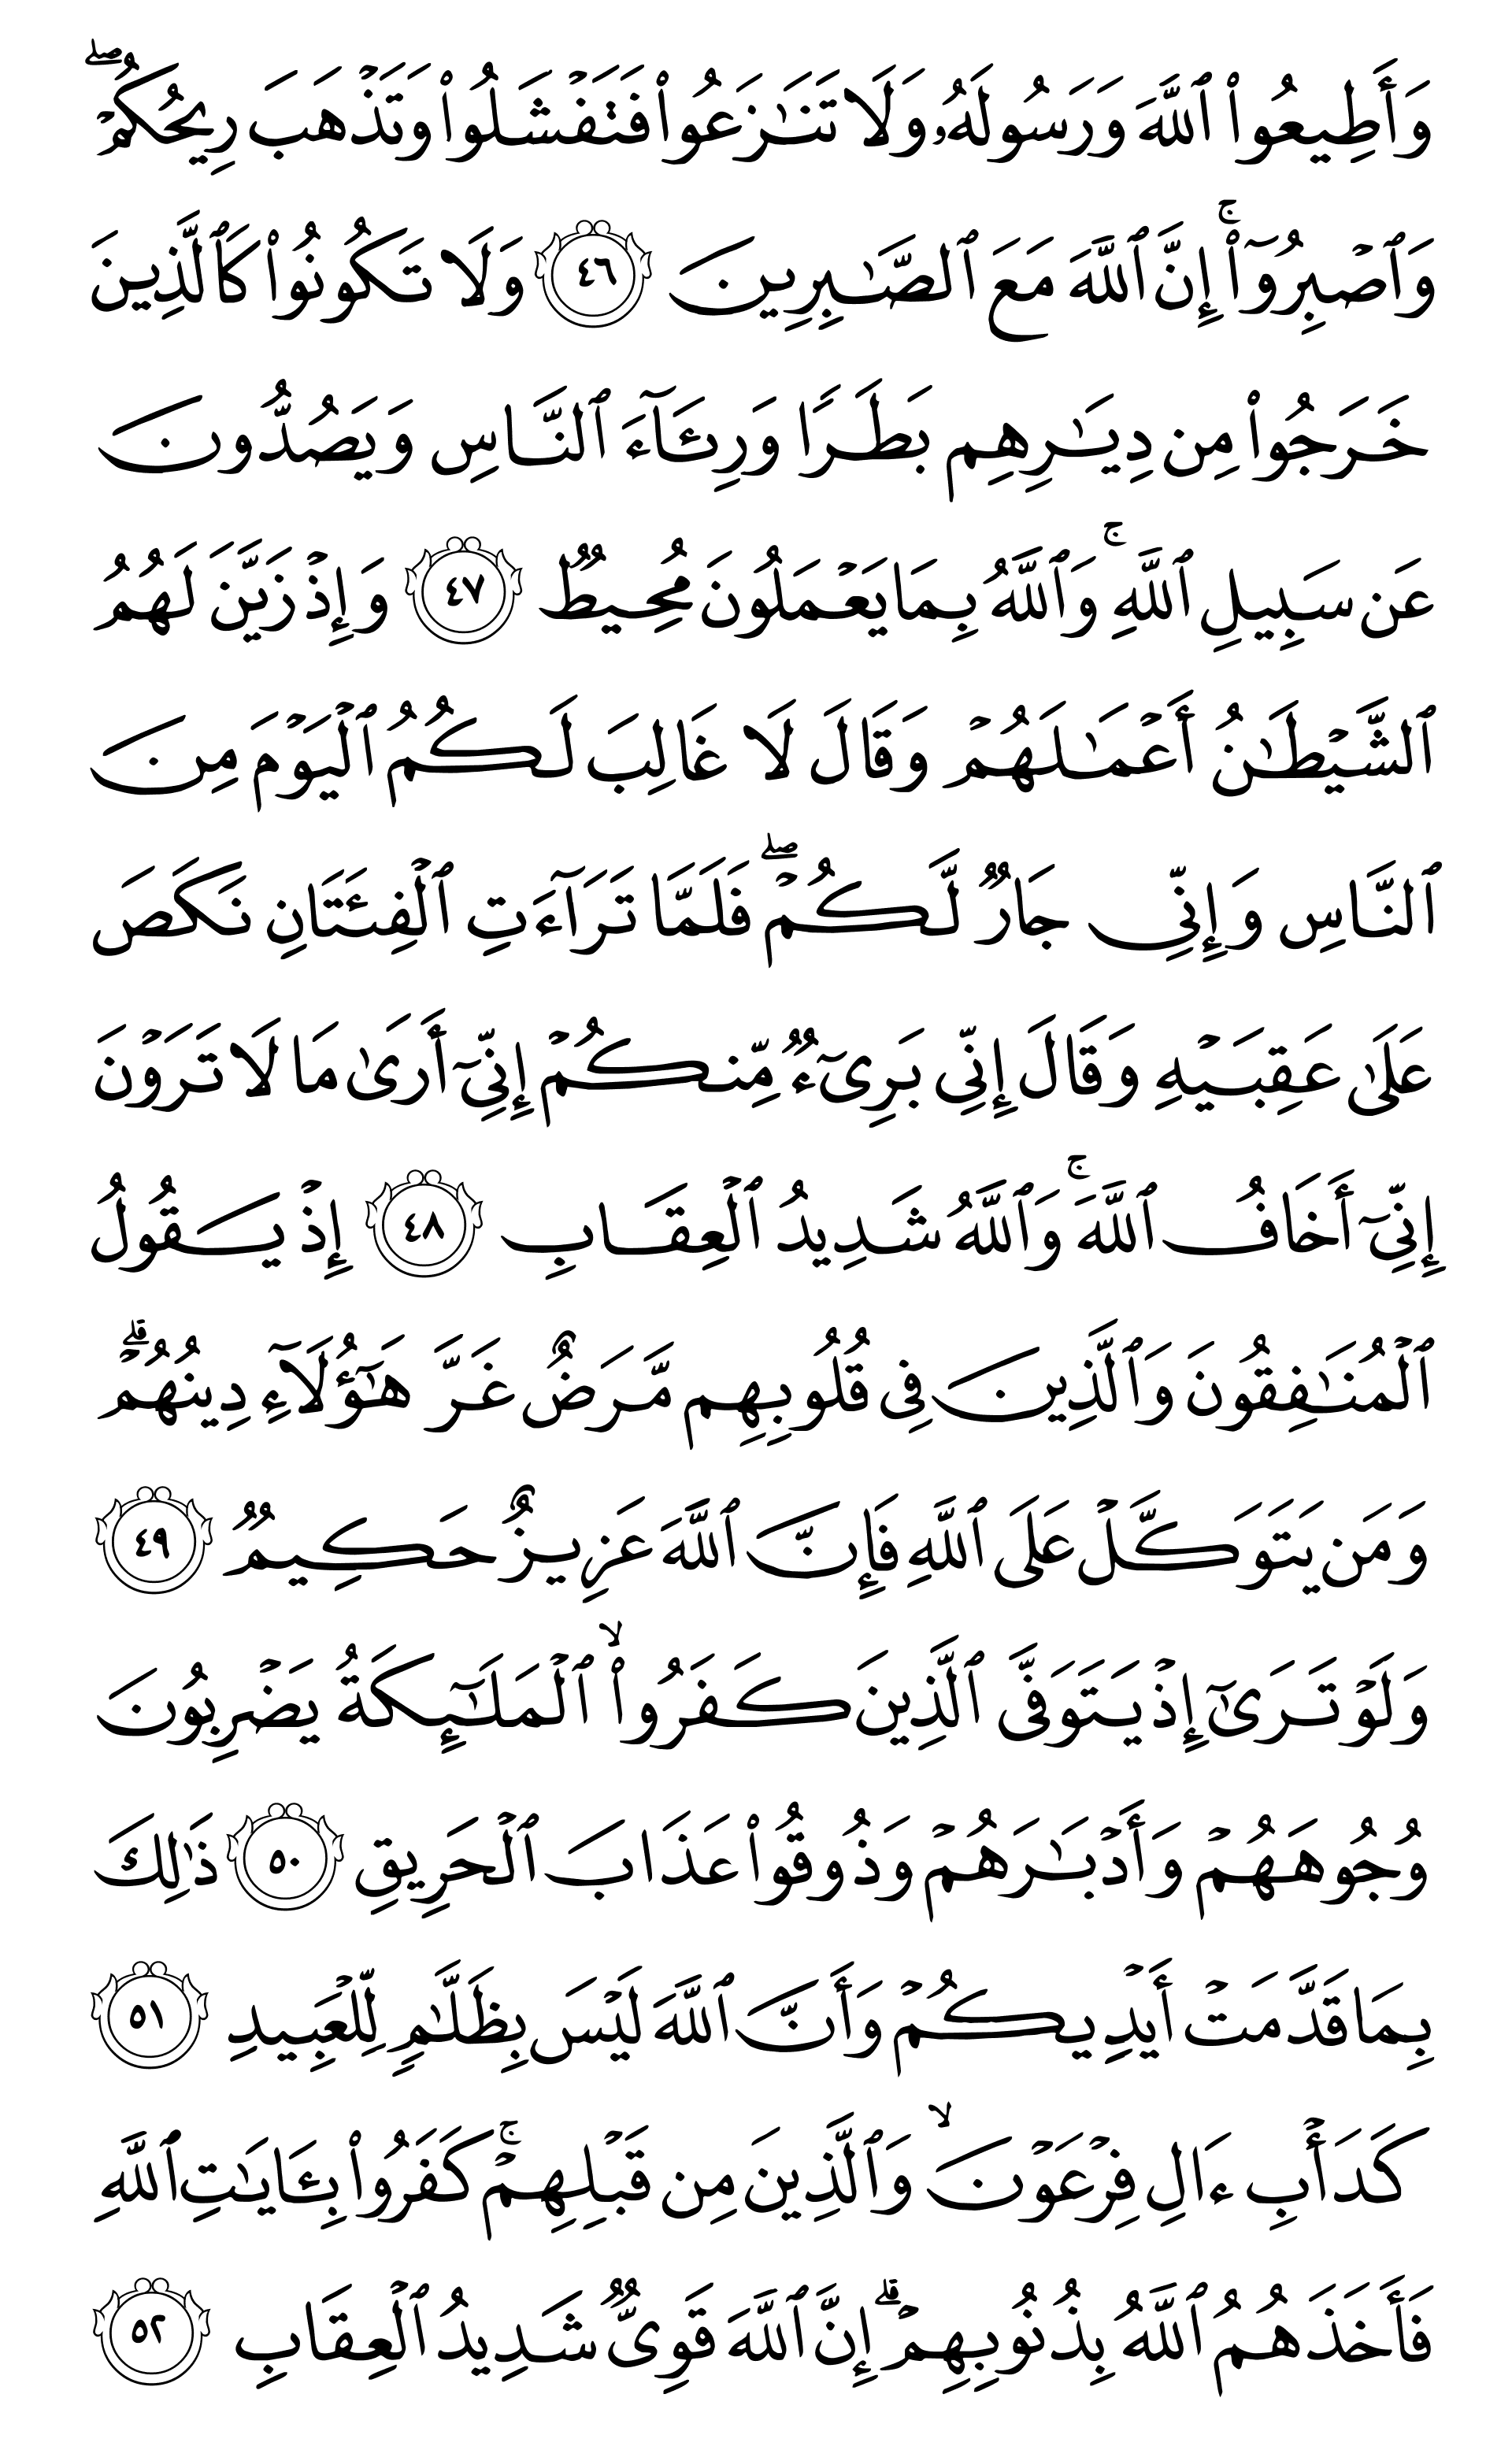 وَأَطِيعُوا۟ ٱللَّهَ وَرَسُولَهُۥ وَلَا تَنَـٰزَعُوا۟ فَتَفْشَلُوا۟ وَتَذْهَبَ رِيحُكُمْ ۖ
وَٱصْبِرُوٓا۟ ۚ إِنَّ ٱللَّهَ مَعَ ٱلصَّـٰبِرِينَ ٤٦ وَلَا تَكُونُوا۟ كَٱلَّذِينَ
خَرَجُوا۟ مِن دِيَـٰرِهِم بَطَرًا وَرِئَآءَ ٱلنَّاسِ وَيَصُدُّونَ
عَن سَبِيلِ ٱللَّهِ ۚ وَٱللَّهُ بِمَا يَعْمَلُونَ مُحِيطٌ ٤٧ وَإِذْ زَيَّنَ لَهُمُ
ٱلشَّيْطَـٰنُ أَعْمَـٰلَهُمْ وَقَالَ لَا غَالِبَ لَكُمُ ٱلْيَوْمَ مِنَ
ٱلنَّاسِ وَإِنِّى جَارٌ لَّكُمْ ۖ فَلَمَّا تَرَآءَتِ ٱلْفِئَتَانِ نَكَصَ
عَلَىٰ عَقِبَيْهِ وَقَالَ إِنِّى بَرِىٓءٌ مِّنكُمْ إِنِّىٓ أَرَىٰ مَا لَا تَرَوْنَ
إِنِّىٓ أَخَافُ ٱللَّهَ ۚ وَٱللَّهُ شَدِيدُ ٱلْعِقَابِ ٤٨ إِذْ يَقُولُ
ٱلْمُنَـٰفِقُونَ وَٱلَّذِينَ فِى قُلُوبِهِم مَّرَضٌ غَرَّ هَـٰٓؤُلَآءِ دِينُهُمْ ۗ
وَمَن يَتَوَكَّلْ عَلَى ٱللَّهِ فَإِنَّ ٱللَّهَ عَزِيزٌ حَكِيمٌ ٤٩
وَلَوْ تَرَىٰٓ إِذْ يَتَوَفَّى ٱلَّذِينَ كَفَرُوا۟ ۙ ٱلْمَلَـٰٓئِكَةُ يَضْرِبُونَ
وُجُوهَهُمْ وَأَدْبَـٰرَهُمْ وَذُوقُوا۟ عَذَابَ ٱلْحَرِيقِ ٥٠ ذَٰلِكَ
بِمَا قَدَّمَتْ أَيْدِيكُمْ وَأَنَّ ٱللَّهَ لَيْسَ بِظَلَّـٰمٍ لِّلْعَبِيدِ ٥١
كَدَأْبِ ءَالِ فِرْعَوْنَ ۙ وَٱلَّذِينَ مِن قَبْلِهِمْ ۚ كَفَرُوا۟ بِـَٔايَـٰتِ ٱللَّهِ
فَأَخَذَهُمُ ٱللَّهُ بِذُنُوبِهِمْ ۗ إِنَّ ٱللَّهَ قَوِىٌّ شَدِيدُ ٱلْعِقَابِ ٥٢